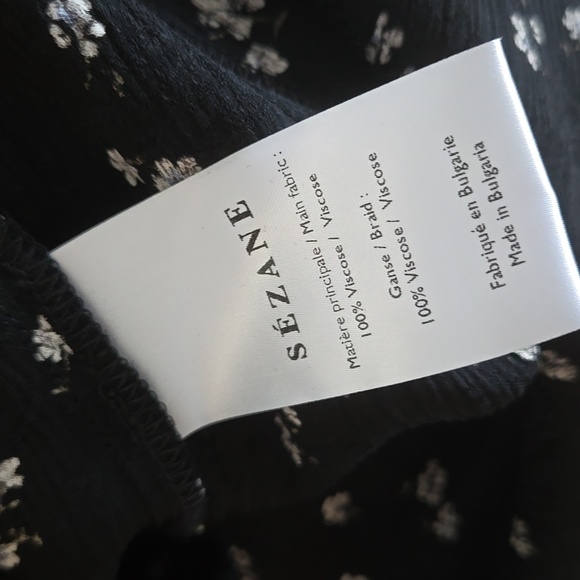 SÉZANE
Matière principale / Main fabric :
100% Viscose / Viscose
Ganse / Braid :
100% Viscose / Viscose
Fabriqué en Bulgarie
Made in Bulgaria